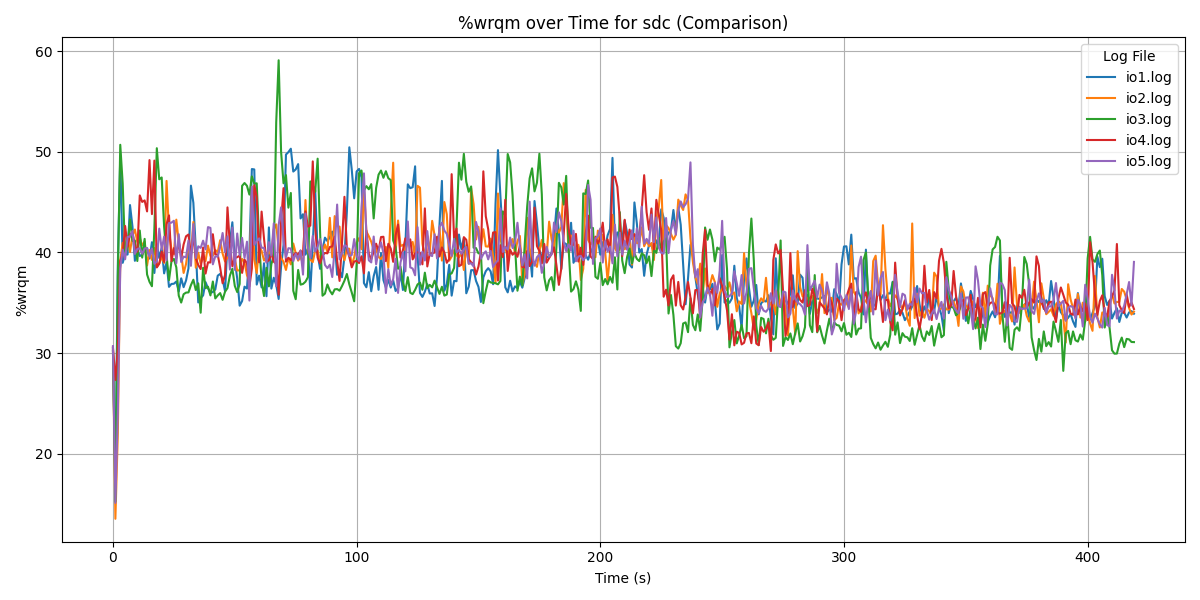 %wrqm over Time for sdc (Comparison)
%wrqm
60
50
40
30
20
0
100
200
300
400
Time (s)
Log File
io1.log
io2.log
io3.log
io4.log
io5.log